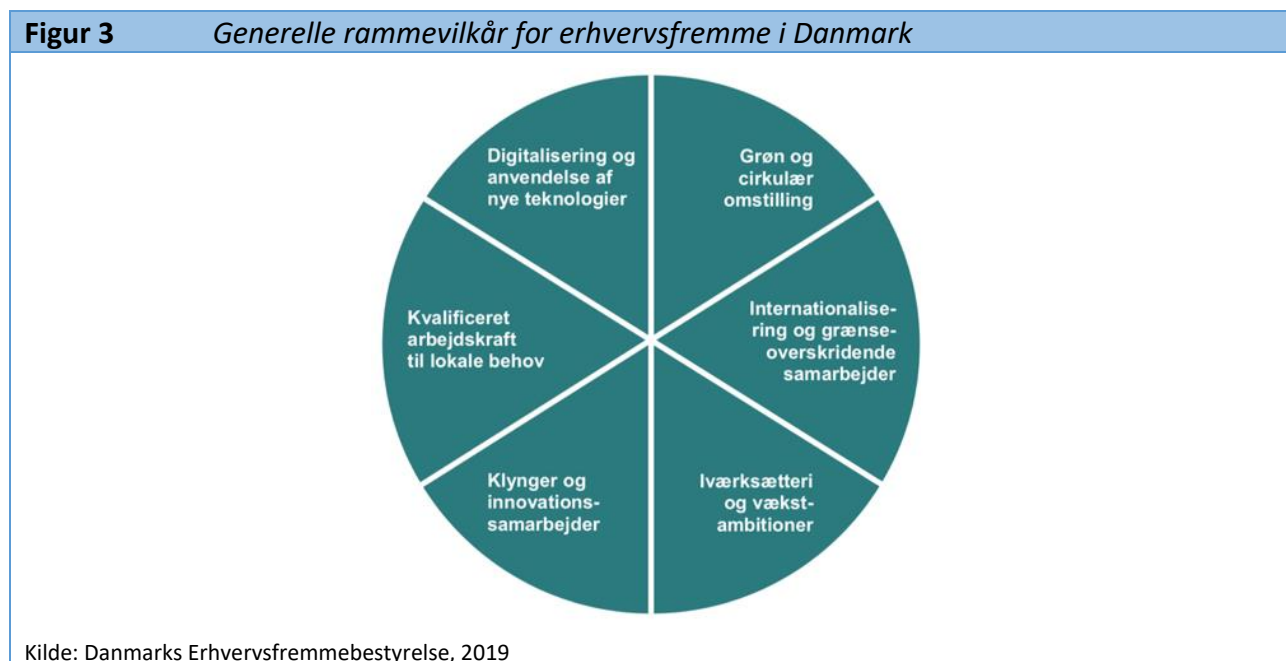 Figur 3 Generelle rammevilkår for erhvervsfremme i Danmark
Digitalisering og
anvendelse af
nye teknologier
Grøn og
cirkulær
omstilling
Kvalificeret
arbejdskraft
til lokale behov
Internationalise-
ring og grænse-
overskridende
samarbejder
Klynger og
innovations-
samarbejder
Iværksætteri
og vækst-
ambitioner
Kilde: Danmarks Erhvervsfremmebestyrelse, 2019